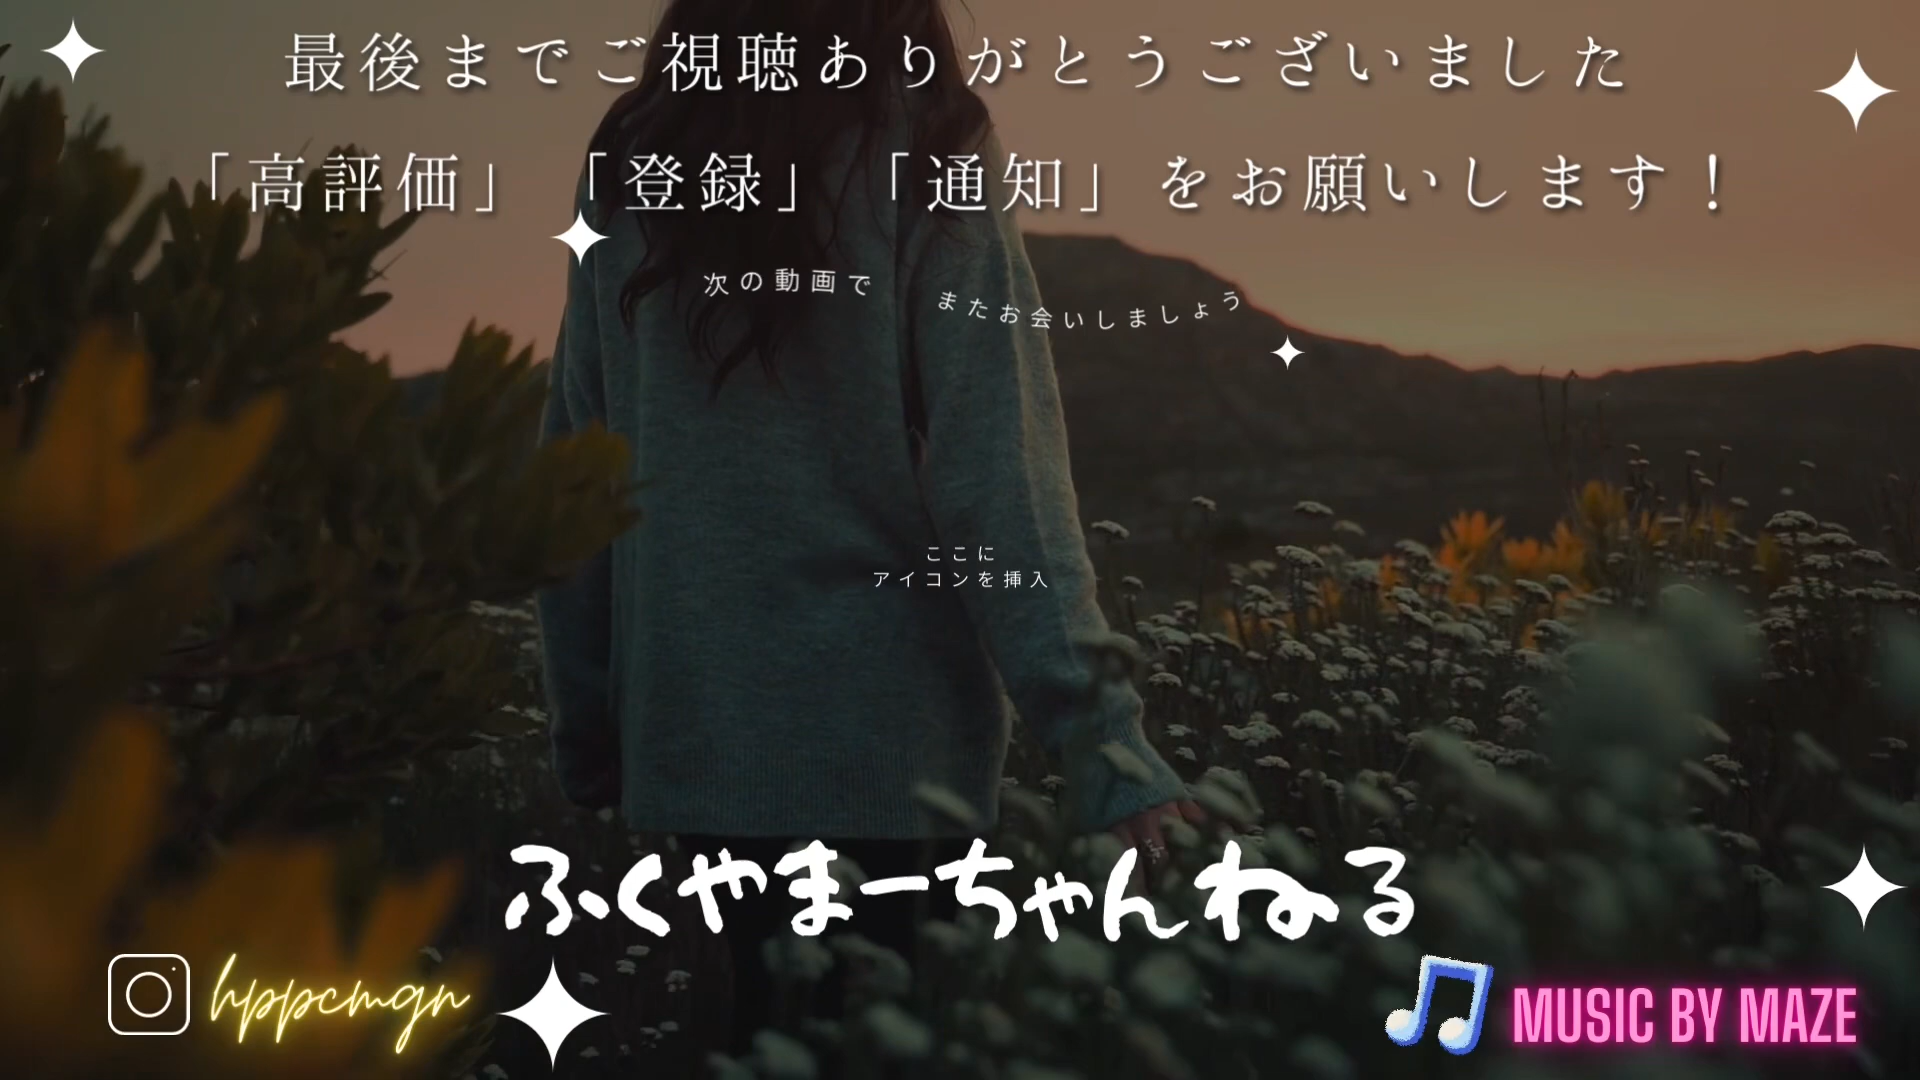 最後までご視聴ありがとうございました
「高評価」「登録」「通知」をお願いします！
次の動画で またお会いしましょう
ここに
アイコンを挿入
ふくやまーちゃんねる
hppcmgn
MUSIC BY MAZE